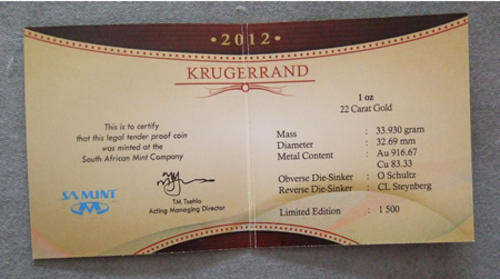 • 2012 •
KRUGERRAND
This is to certify
that this legal tender proof coin
was minted at the
South African Mint Company
TM Tsehlo
Acting Managing Director
SA MINT
1 oz
22 Carat Gold
Mass : 33.930 gram
Diameter : 32.69 mm
Metal Content : Au 916.67
Cu 83.33
Obverse Die-Sinker : O Schultz
Reverse Die-Sinker : CL Steynberg
Limited Edition : 1 500